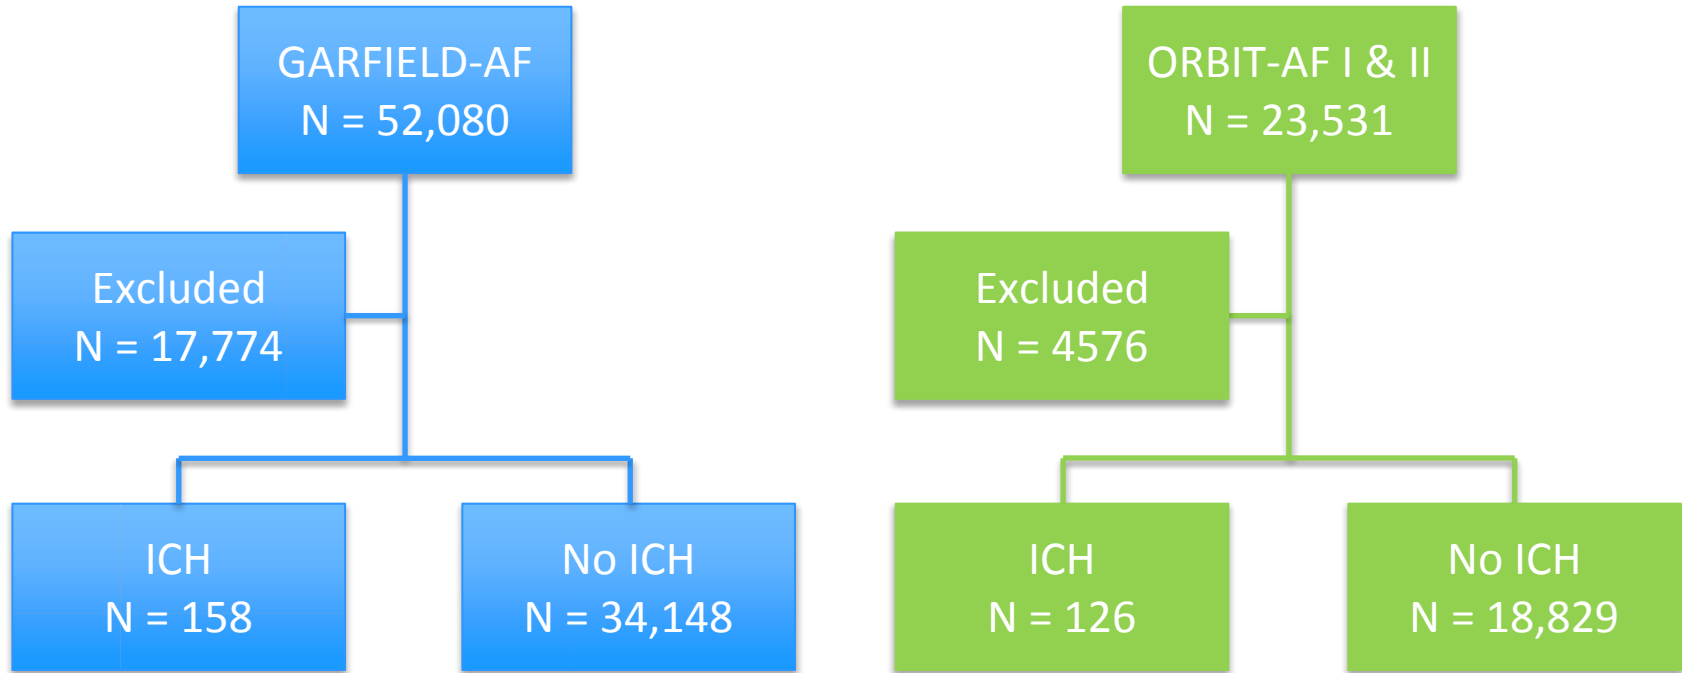 GARFIELD-AF
N = 52,080
Excluded
N = 17,774
ICH
N = 158
No ICH
N = 34,148
ORBIT-AF I & II
N = 23,531
Excluded
N = 4576
ICH
N = 126
No ICH
N = 18,829